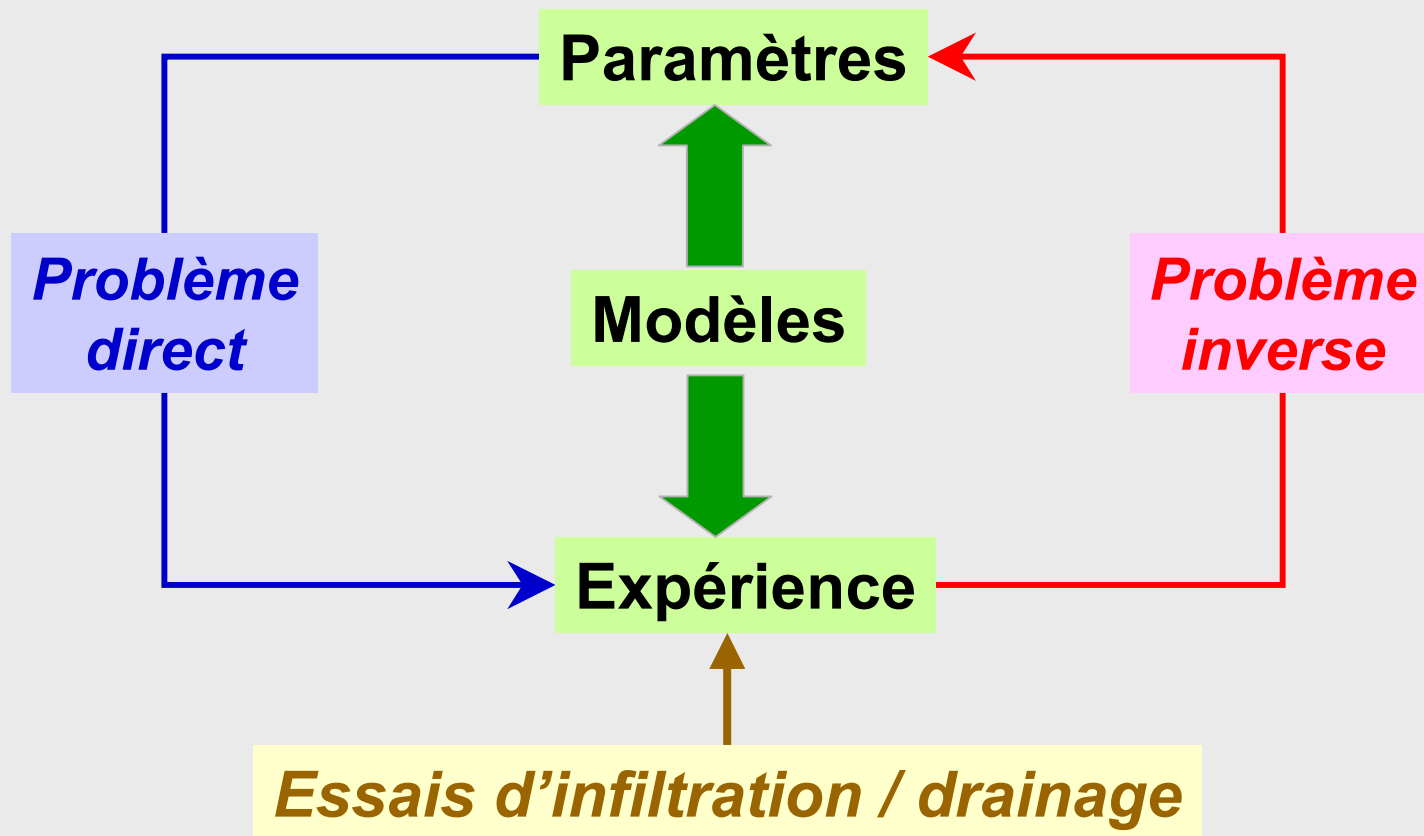 Paramètres
Problème
direct
Modèles
Problème
inverse
Expérience
Essais d’infiltration / drainage